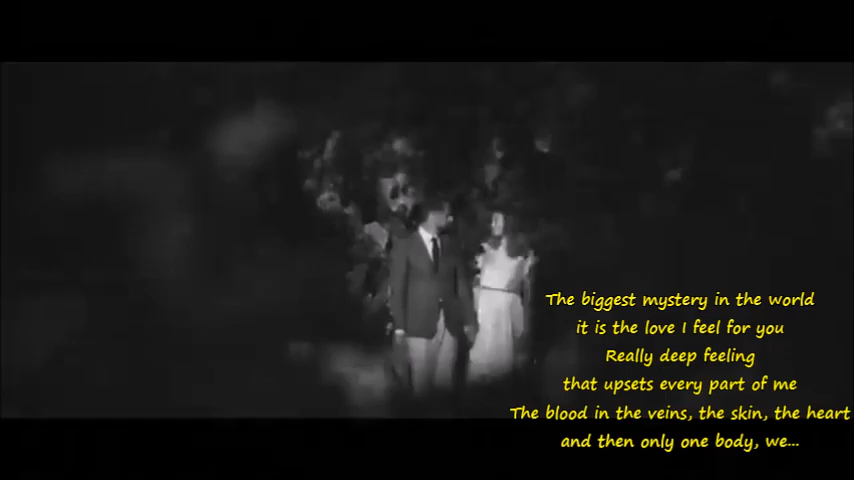 The biggest mystery in the world
it is the love I feel for you
Really deep feeling
that upsets every part of me
The blood in the veins, the skin, the heart
and then only one body, we...